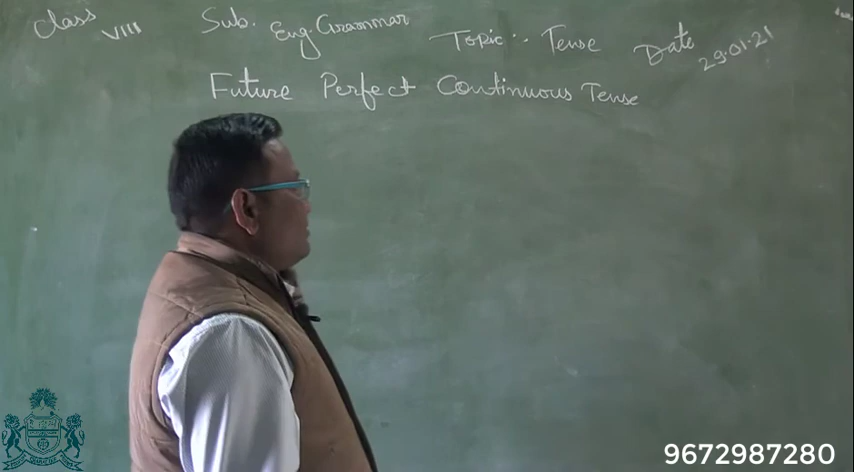 Class VIII Sub. Eng. Grammar Topic :- Tense Date 29.01.21
Future Perfect Continuous Tense
9672987280